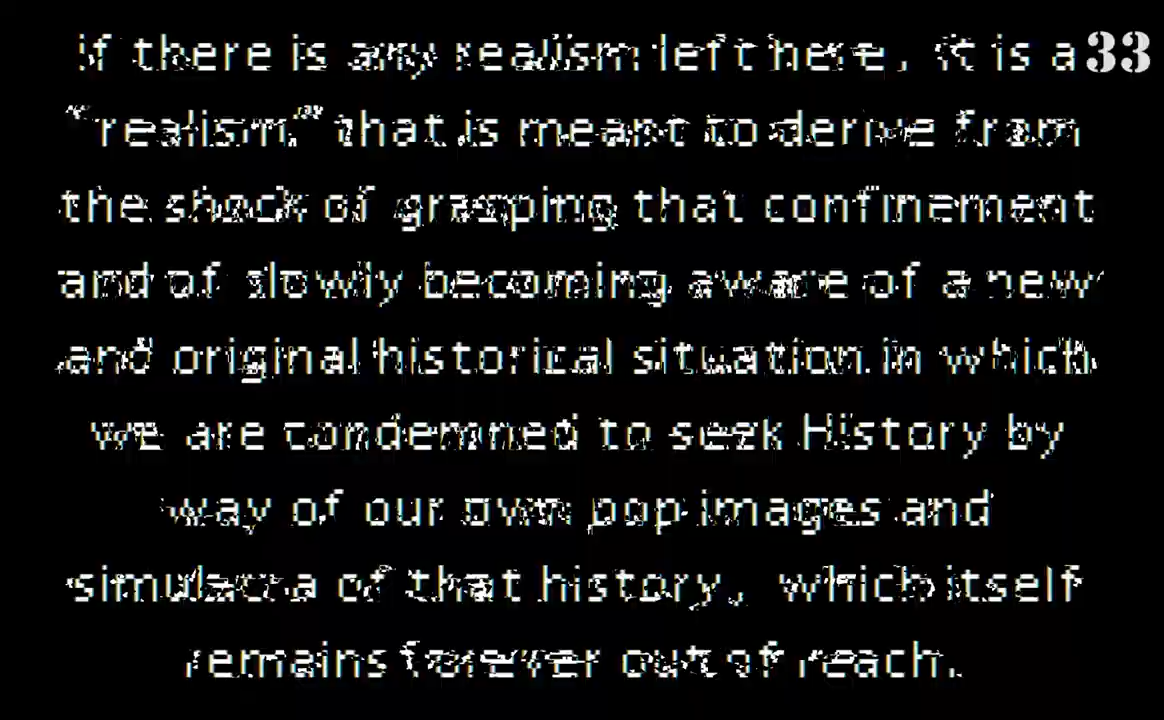 if there is any realism left here, it is a 33
“realism” that is meant to derive from
the shock of grasping that confinement
and of slowly becoming aware of a new
and original historical situation in which
we are condemned to seek History by
way of our own pop images and
simulacra of that history, which itself
remains forever out of reach.